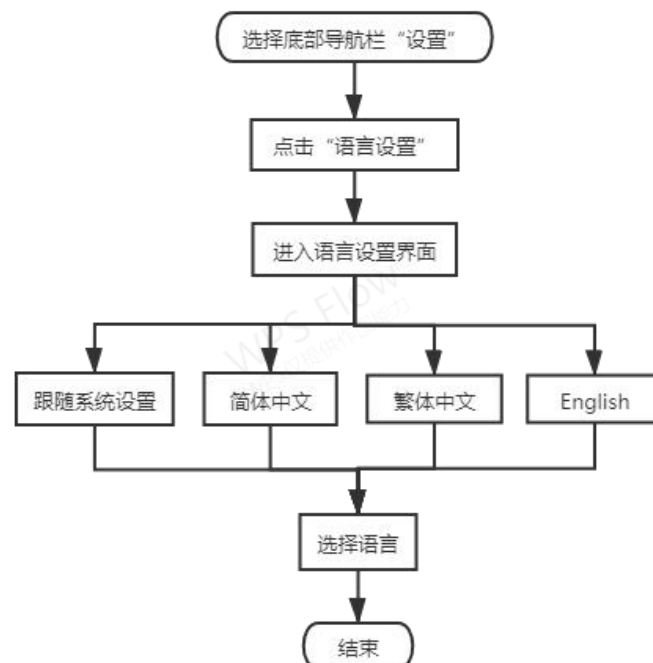 选择底部导航栏“设置”
点击“语言设置”
进入语言设置界面
WPS Flow
跟随系统设置
简体中文
繁体中文
English
选择语言
结束